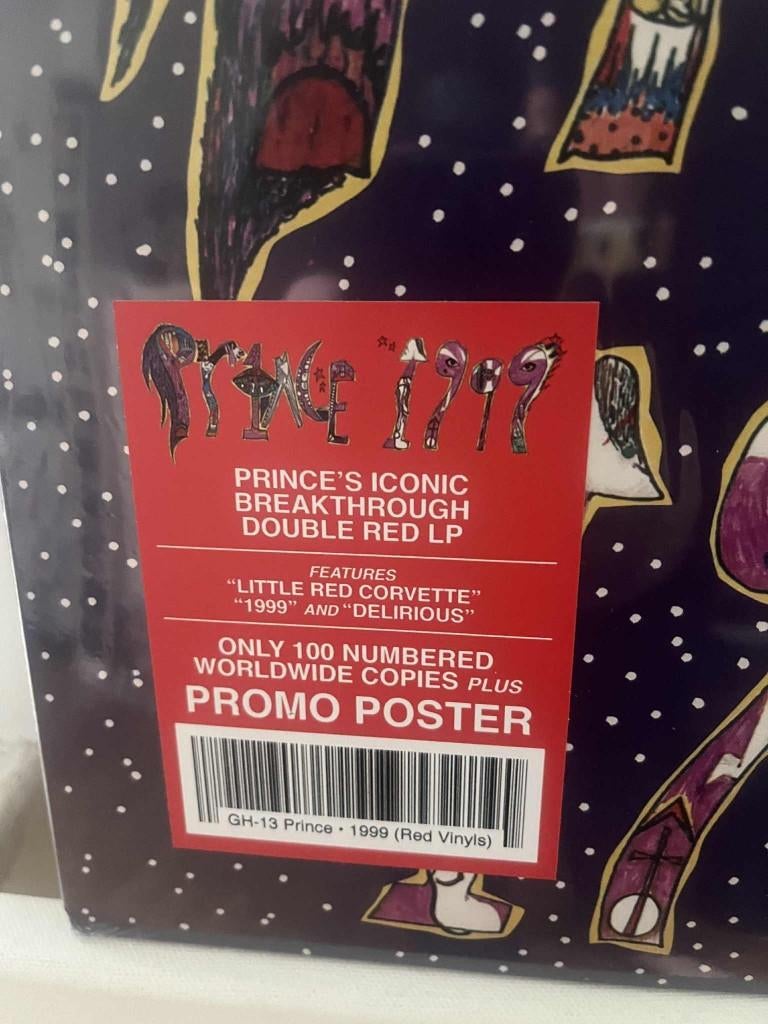 PRINCE 1999
PRINCE'S ICONIC
BREAKTHROUGH
DOUBLE RED LP
FEATURES
"LITTLE RED CORVETTE"
"1999" AND "DELIRIOUS"
ONLY 100 NUMBERED
WORLDWIDE COPIES PLUS
PROMO POSTER
GH-13 Prince • 1999 (Red Vinyls)